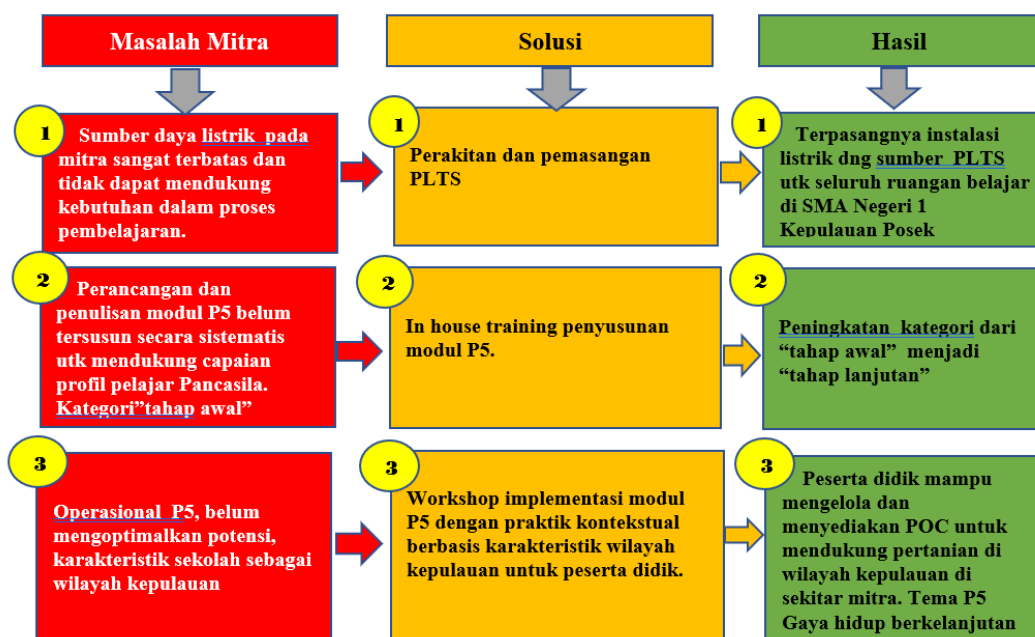 Masalah Mitra
Solusi
Hasil
1
Sumber daya listrik pada
mitra sangat terbatas dan
tidak dapat mendukung
kebutuhan dalam proses
pembelajaran.
1
Perakitan dan pemasangan
PLTS
1
Terpasangnya instalasi
listrik dng sumber PLTS
utk seluruh ruangan belajar
di SMA Negeri 1
Kepulauan Posek
2
Perancangan dan
penulisan modul P5 belum
tersusun secara sistematis
utk mendukung capaian
profil pelajar Pancasila.
Kategori”tahap awal”
2
In house training penyusunan
modul P5.
2
Peningkatan kategori dari
“tahap awal” menjadi
“tahap lanjutan”
3
Operasional P5, belum
mengoptimalkan potensi,
karakteristik sekolah sebagai
wilayah kepulauan
3
Workshop implementasi modul
P5 dengan praktik kontekstual
berbasis karakteristik wilayah
kepulauan untuk peserta didik.
3
Peserta didik mampu
mengelola dan
menyediakan POC untuk
mendukung pertanian di
wilayah kepulauan di
sekitar mitra. Tema P5
Gaya hidup berkelanjutan